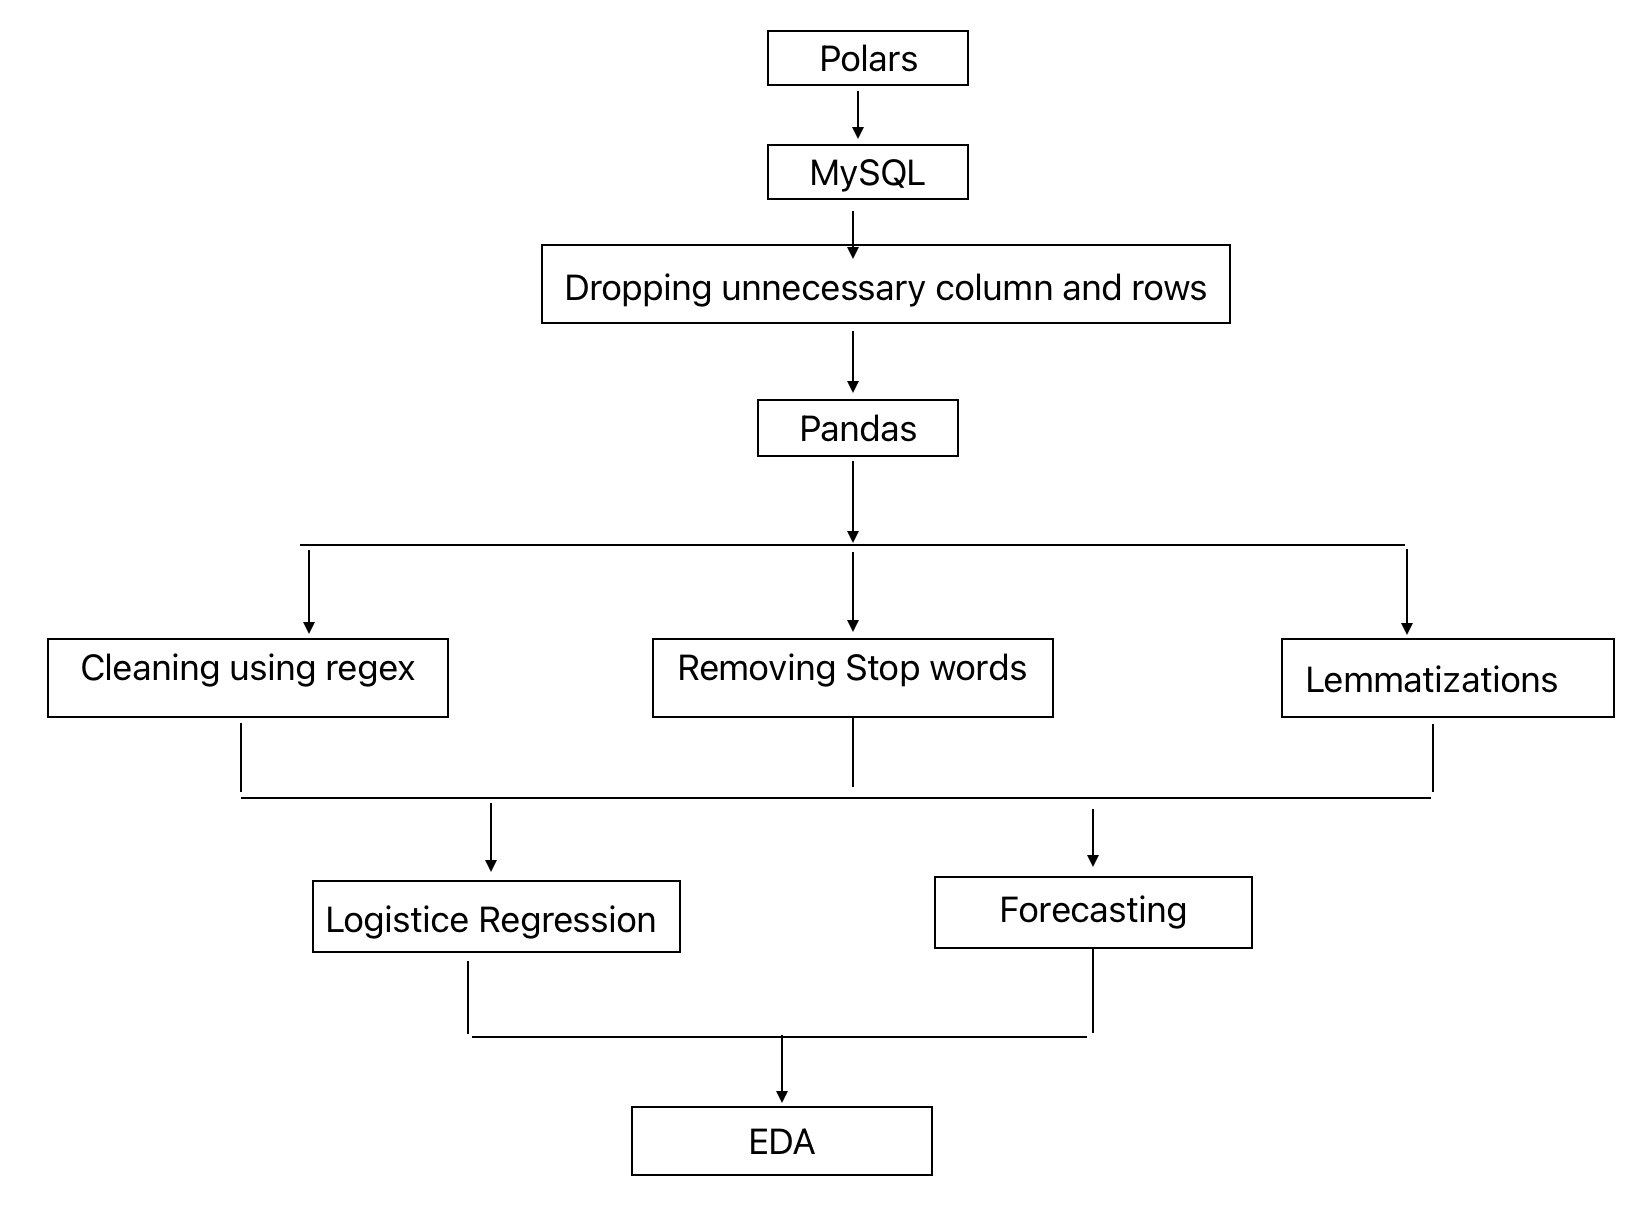 Polars
MySQL
Dropping unnecessary column and rows
Pandas
Cleaning using regex
Removing Stop words
Lemmatizations
Logistice Regression
Forecasting
EDA